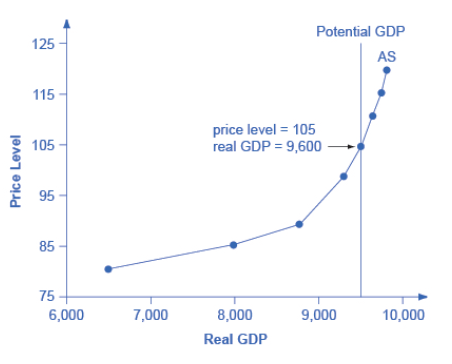 Potential GDP
AS
125
115
105
95
85
75
price level = 105
real GDP = 9,600
Price Level
6,000 7,000 8,000 9,000 10,000
Real GDP